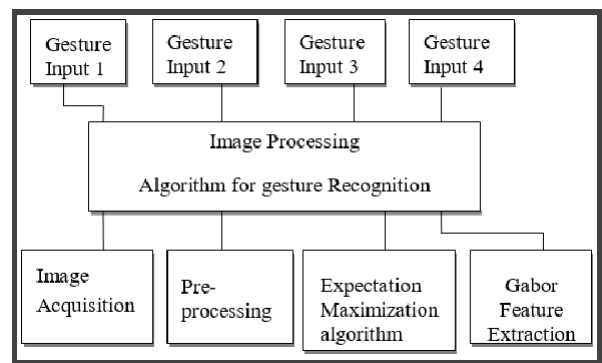 Gesture
Input 1
Gesture
Input 2
Gesture
Input 3
Gesture
Input 4
Image Processing
Algorithm for gesture Recognition
Image
Acquisition
Pre-
processing
Expectation
Maximization
algorithm
Gabor
Feature
Extraction